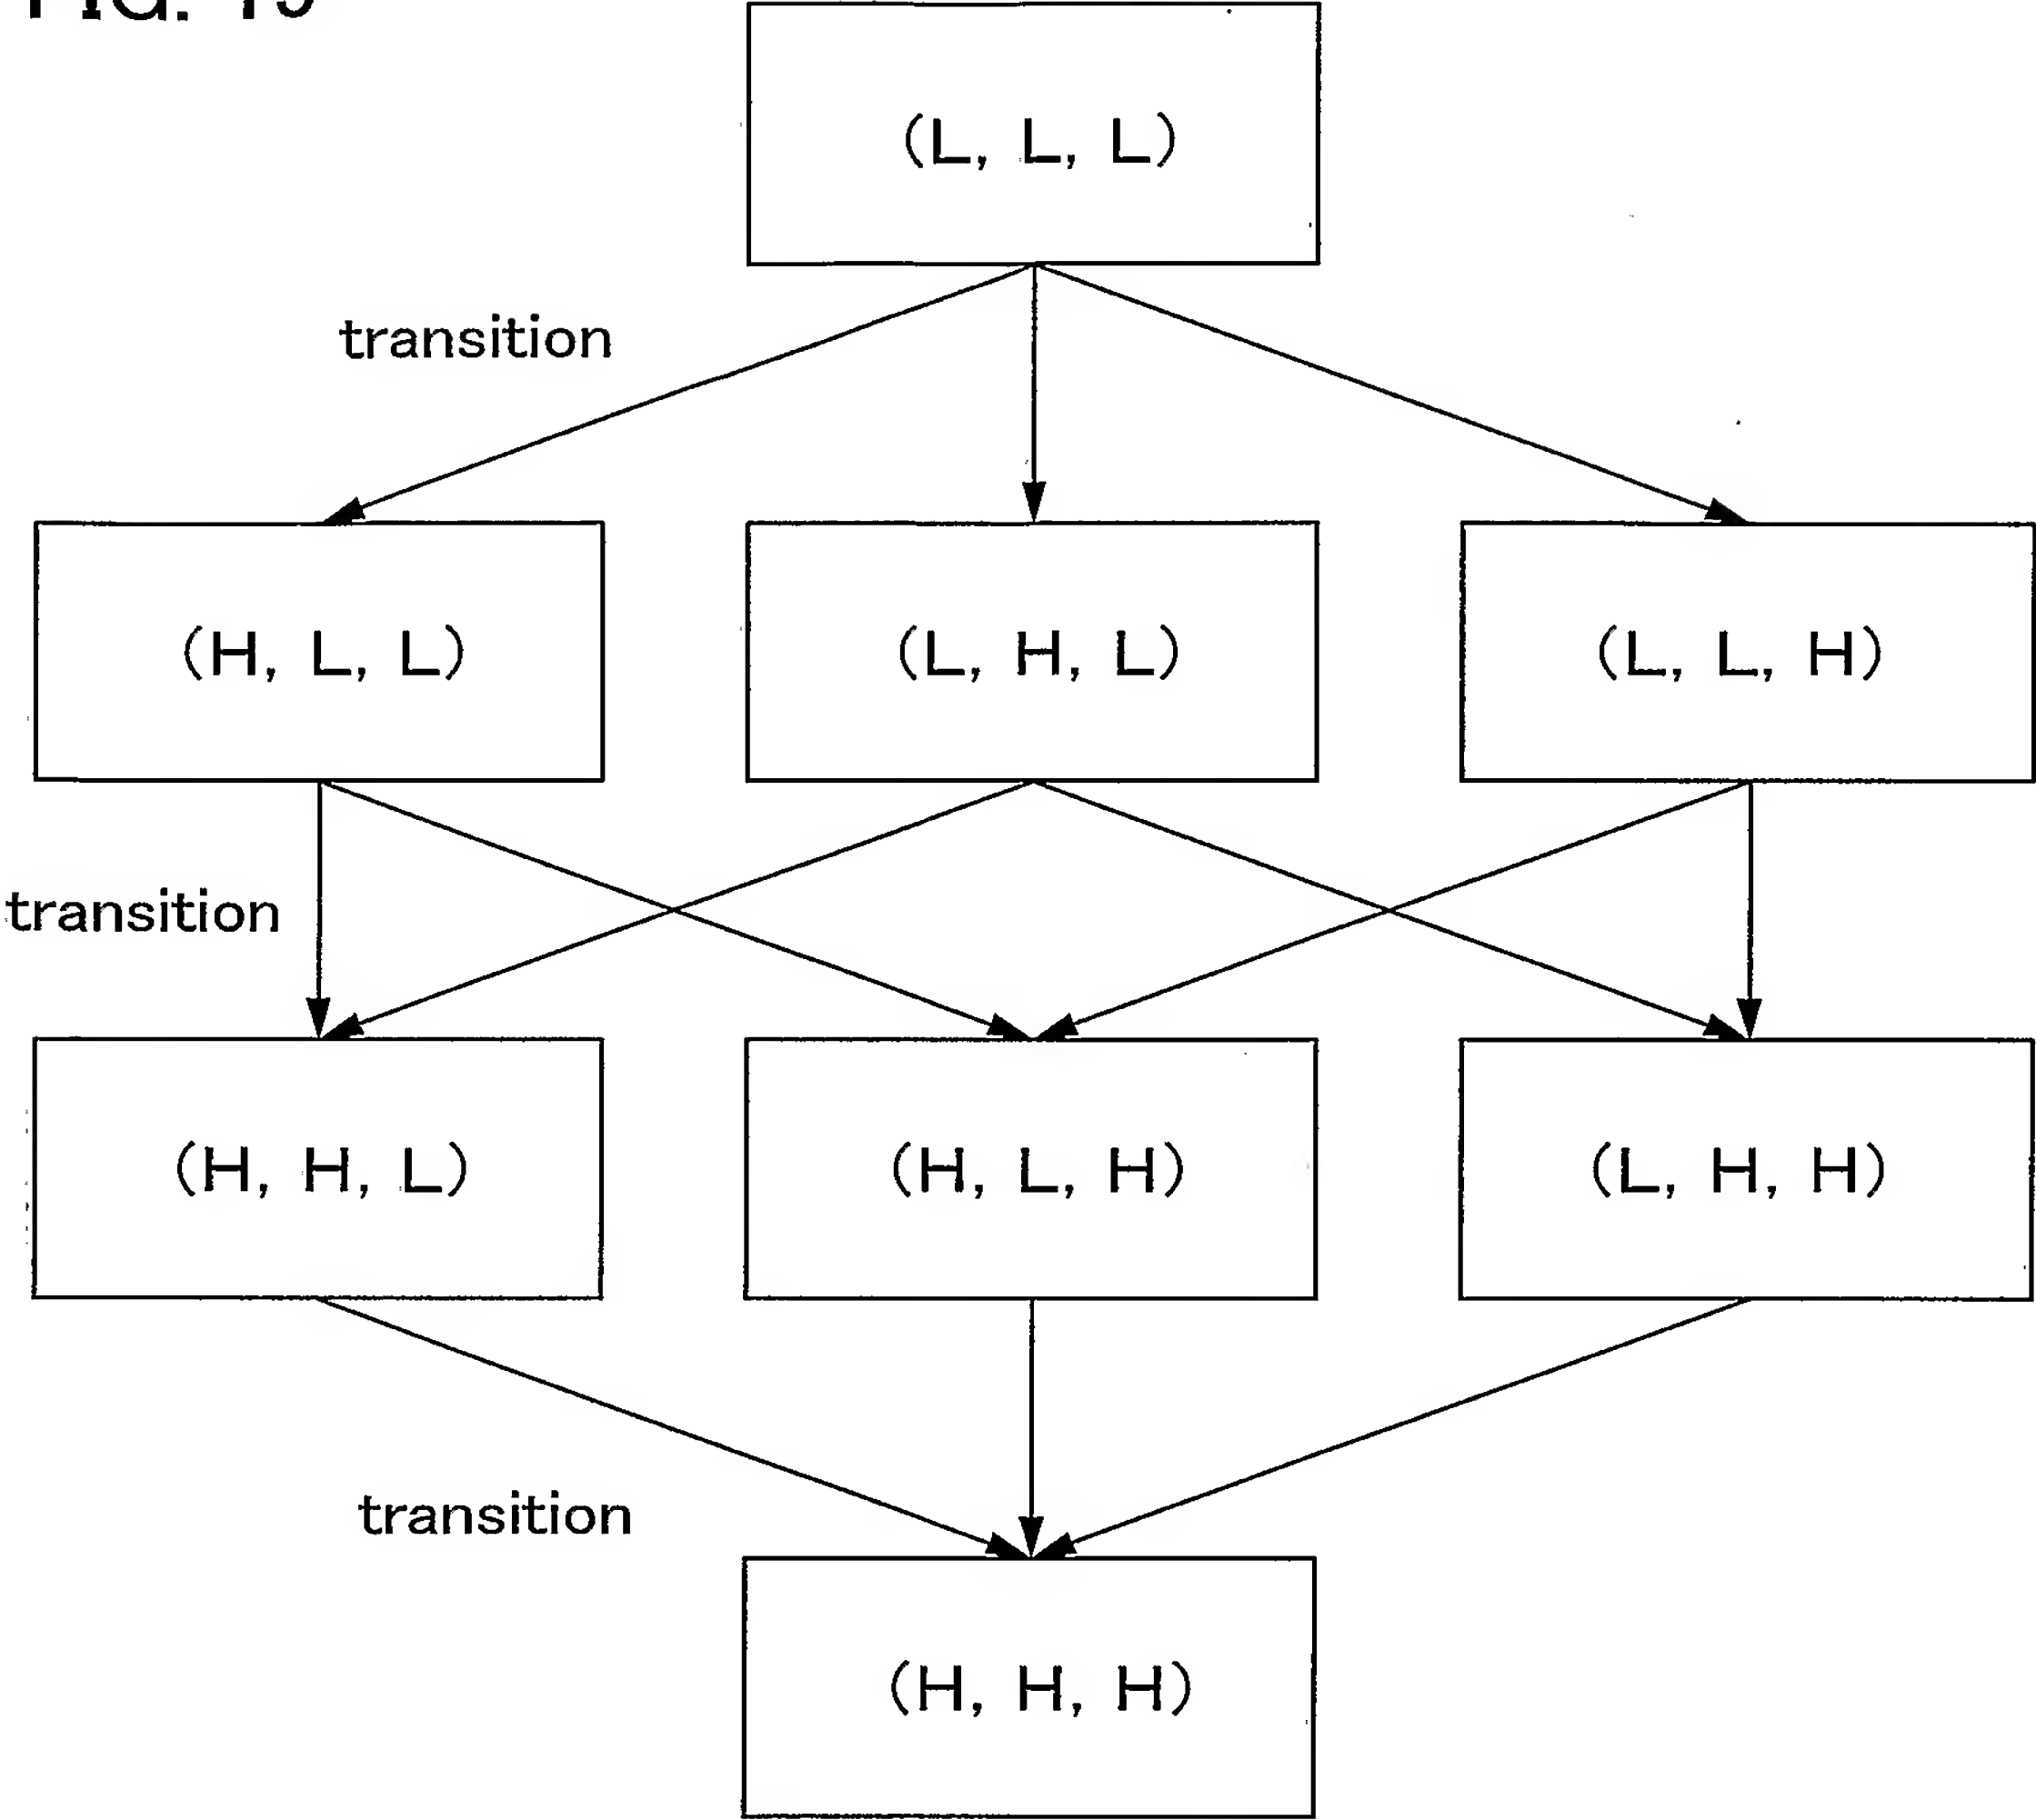 (L, L, L)
transition
(H, L, L)
(L, H, L)
(L, L, H)
transition
(H, H, L)
(H, L, H)
(L, H, H)
transition
(H, H, H)